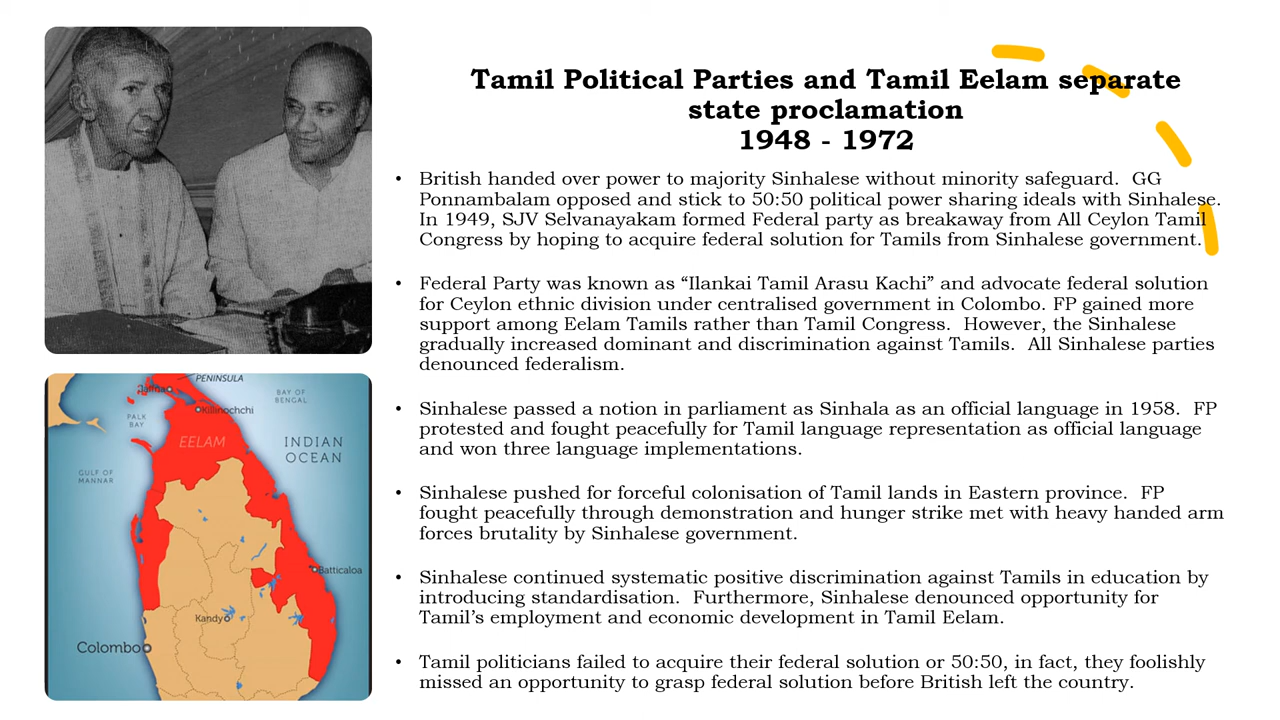 Tamil Political Parties and Tamil Eelam separate
state proclamation
1948 - 1972
• British handed over power to majority Sinhalese without minority safeguard.  GG
Ponnambalam opposed and stick to 50:50 political power sharing ideals with Sinhalese.
In 1949, SJV Selvanayakam formed Federal party as breakaway from All Ceylon Tamil
Congress by hoping to acquire federal solution for Tamils from Sinhalese government.
• Federal Party was known as “Ilankai Tamil Arasu Kachi” and advocate federal solution
for Ceylon ethnic division under centralised government in Colombo. FP gained more
support among Eelam Tamils rather than Tamil Congress.  However, the Sinhalese
gradually increased dominant and discrimination against Tamils.  All Sinhalese parties
denounced federalism.
• Sinhalese passed a notion in parliament as Sinhala as an official language in 1958.  FP
protested and fought peacefully for Tamil language representation as official language
and won three language implementations.
• Sinhalese pushed for forceful colonisation of Tamil lands in Eastern province.  FP
fought peacefully through demonstration and hunger strike met with heavy handed arm
forces brutality by Sinhalese government.
• Sinhalese continued systematic positive discrimination against Tamils in education by
introducing standardisation.  Furthermore, Sinhalese denounced opportunity for
Tamil’s employment and economic development in Tamil Eelam.
• Tamil politicians failed to acquire their federal solution or 50:50, in fact, they foolishly
missed an opportunity to grasp federal solution before British left the country.
PENINSULA
Jaffna
BAY OF
BENGAL
Killinochchi
PALK
BAY
EELAM
INDIAN
OCEAN
GULF OF
MANNAR
Batticaloa
Kandy
Colombo